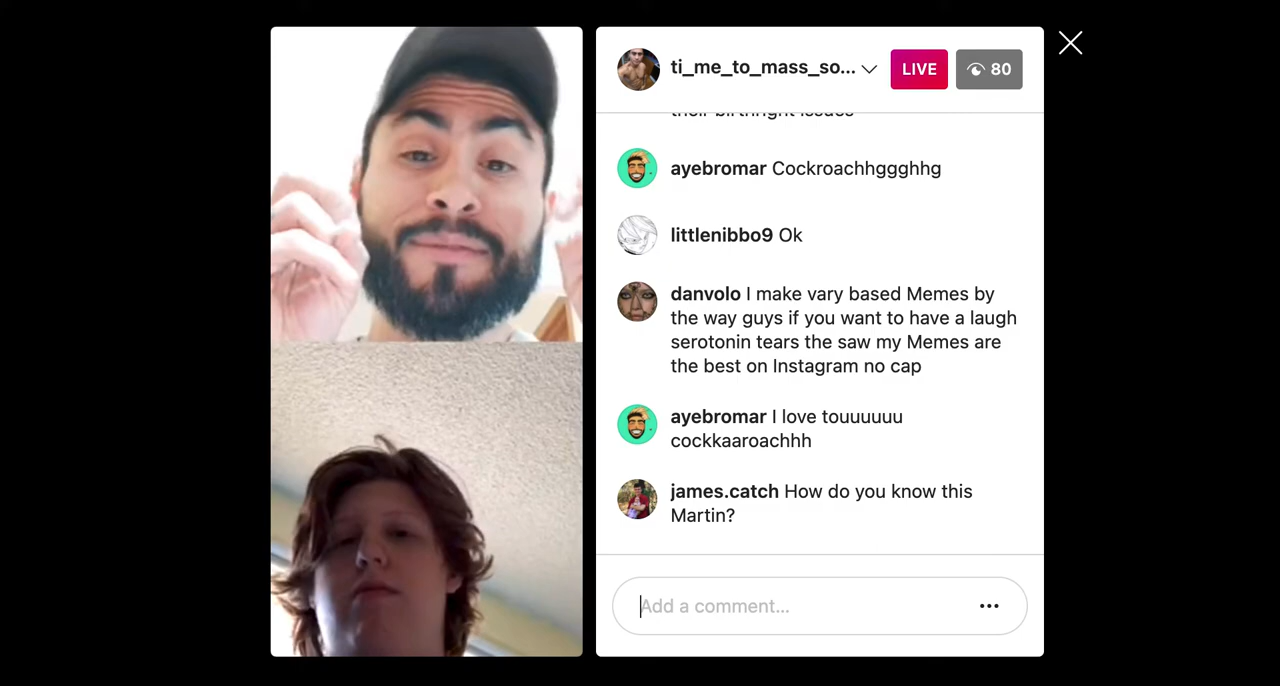 ti_me_to_mass_so...
LIVE
80
their birthright issues
ayebromar Cockroachhggghhg
littlenibbo9 Ok
danvolo I make vary based Memes by
the way guys if you want to have a laugh
serotonin tears the saw my Memes are
the best on Instagram no cap
ayebromar I love touuuuuu
cockkaaroachhh
james.catch How do you know this
Martin?
Add a comment...